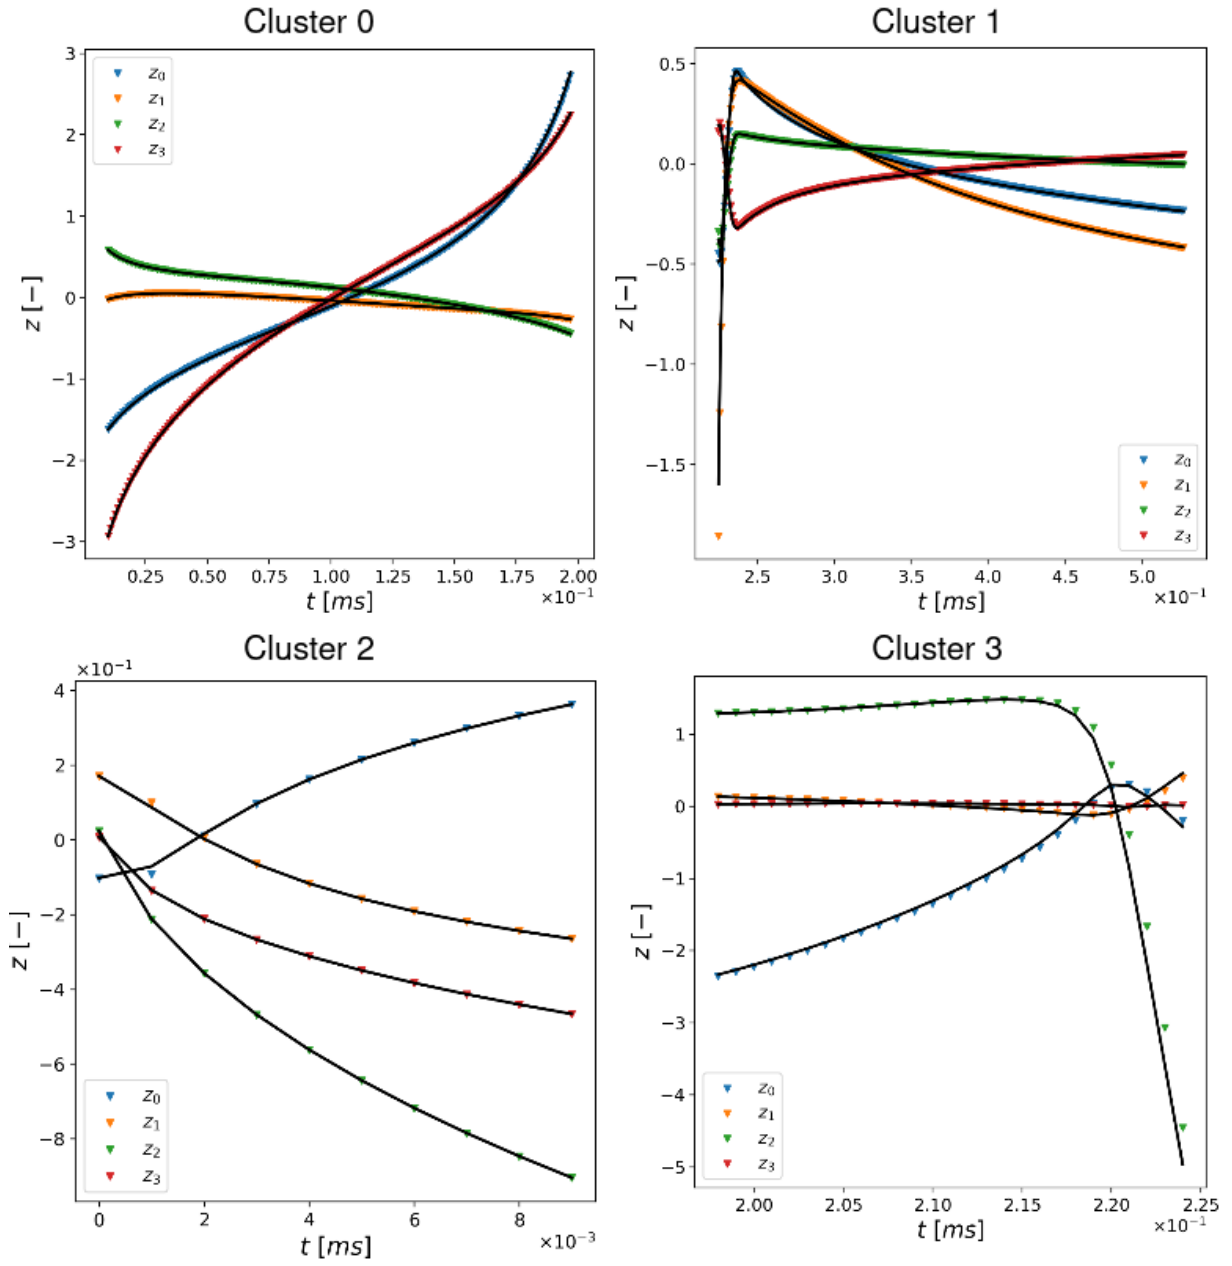 Cluster 0
3
2
1
0
−1
−2
−3
z [−]
z₀
z₁
z₂
z₃
0.25 0.50 0.75 1.00 1.25 1.50 1.75 2.00
×10⁻¹
t [ms]
Cluster 1
0.5
0.0
−0.5
−1.0
−1.5
z [−]
z₀
z₁
z₂
z₃
2.5 3.0 3.5 4.0 4.5 5.0
×10⁻¹
t [ms]
Cluster 2
×10⁻¹
4
2
0
−2
−4
−6
−8
z [−]
z₀
z₁
z₂
z₃
0 2 4 6 8
×10⁻³
t [ms]
Cluster 3
1
0
−1
−2
−3
−4
−5
z [−]
z₀
z₁
z₂
z₃
2.00 2.05 2.10 2.15 2.20 2.25
×10⁻¹
t [ms]